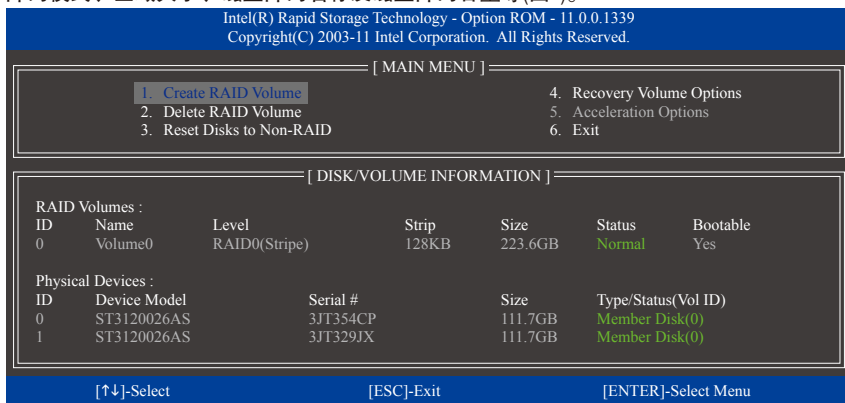 Intel(R) Rapid Storage Technology - Option ROM - 11.0.0.1339
Copyright(C) 2003-11 Intel Corporation. All Rights Reserved.
[ MAIN MENU ]
1. Create RAID Volume
2. Delete RAID Volume
3. Reset Disks to Non-RAID
4. Recovery Volume Options
5. Acceleration Options
6. Exit
[ DISK/VOLUME INFORMATION ]
RAID Volumes :
ID Name Level Strip Size Status Bootable
0 Volume0 RAID0(Stripe) 128KB 223.6GB Normal Yes
Physical Devices :
ID Device Model Serial # Size Type/Status(Vol ID)
0 ST3120026AS 3JT354CP 111.7GB Member Disk(0)
1 ST3120026AS 3JT329JX 111.7GB Member Disk(0)
[↑↓]-Select [ESC]-Exit [ENTER]-Select Menu